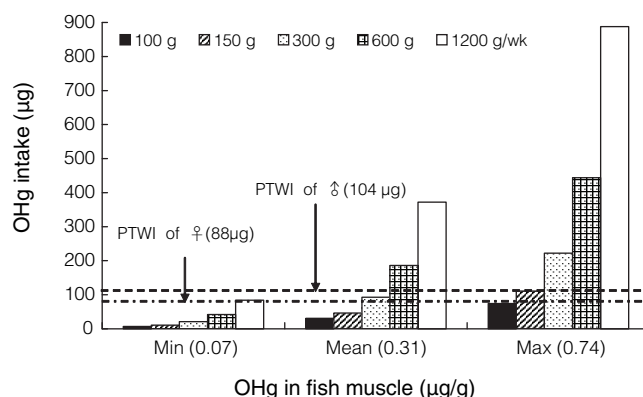 900
800
700
600
500
400
300
200
100
0
OHg intake (µg)
100 g 150 g 300 g 600 g 1200 g/wk
PTWI of ♂ (104 µg)
PTWI of ♀ (88µg)
Min (0.07) Mean (0.31) Max (0.74)
OHg in fish muscle (µg/g)